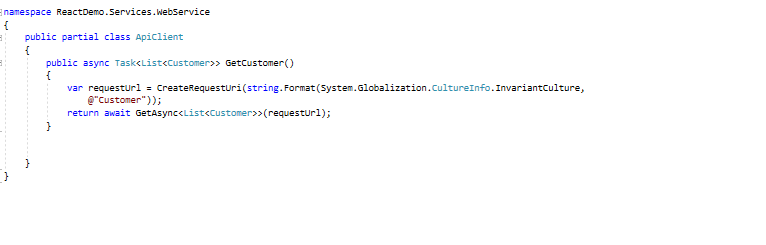 namespace ReactDemo.Services.WebService
{
public partial class ApiClient
{
public async Task<List<Customer>> GetCustomer()
{
var requestUrl = CreateRequestUri(string.Format(System.Globalization.CultureInfo.InvariantCulture,
@"Customer"));
return await GetAsync<List<Customer>>(requestUrl);
}
}
}